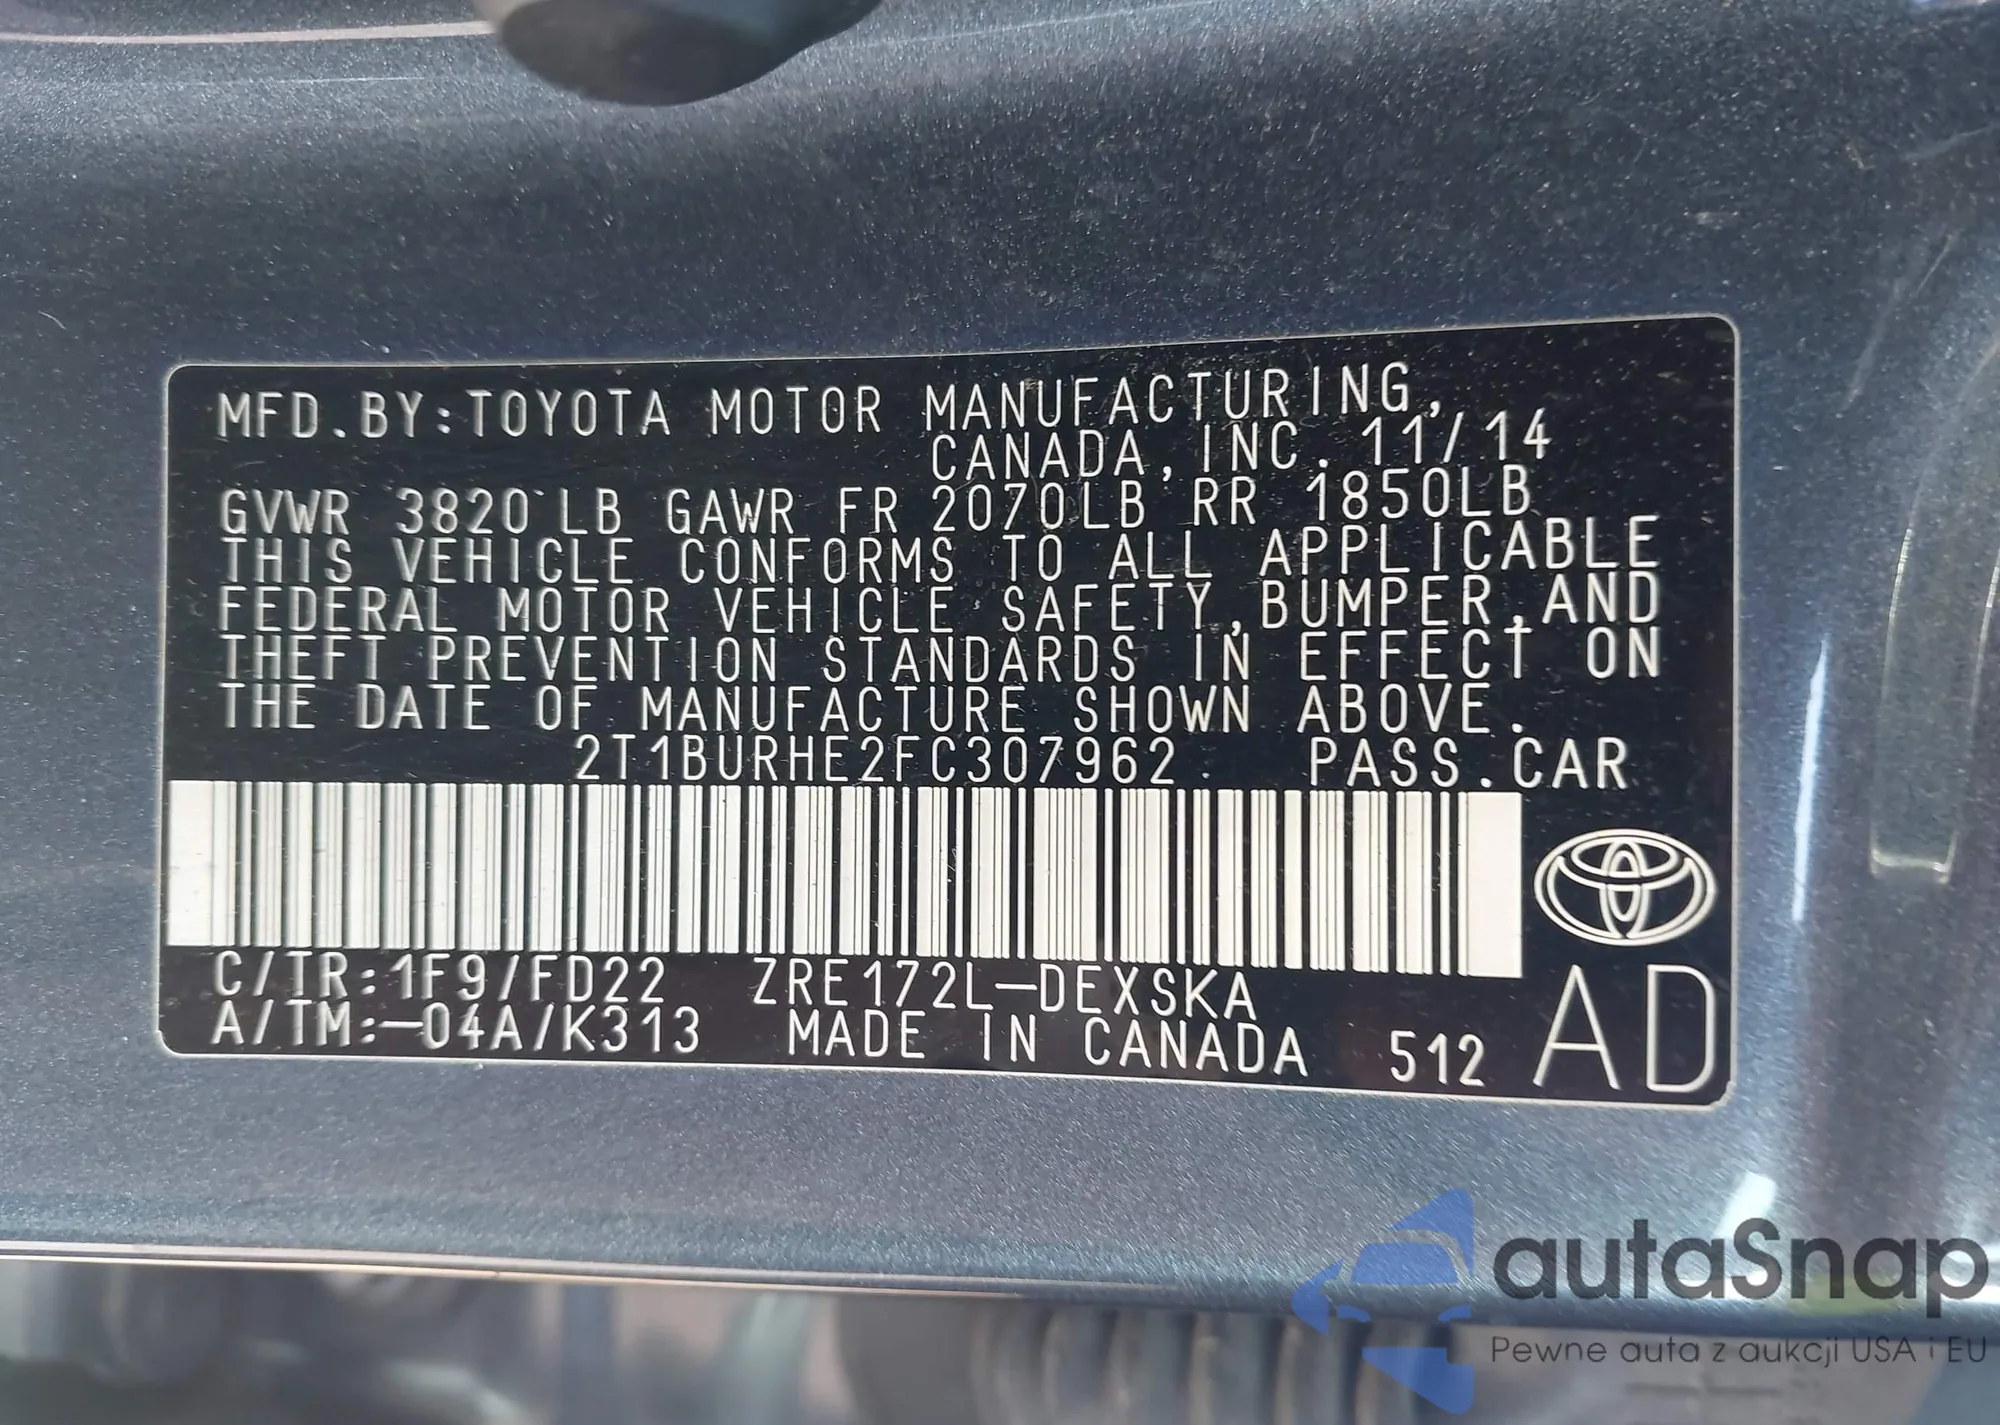 MFD.BY:TOYOTA MOTOR MANUFACTURING,
CANADA,INC. 11/14
GVWR 3820 LB GAWR FR 2070LB RR 1850LB
THIS VEHICLE CONFORMS TO ALL APPLICABLE
FEDERAL MOTOR VEHICLE SAFETY,BUMPER,AND
THEFT PREVENTION STANDARDS IN EFFECT ON
THE DATE OF MANUFACTURE SHOWN ABOVE.
2T1BURHE2FC307962 PASS.CAR
C/TR:1F9/FD22 ZRE172L-DEXSKA
A/TM:-04A/K313 MADE IN CANADA 512 AD
autaSnap
Pewne auta z aukcji USA i EU